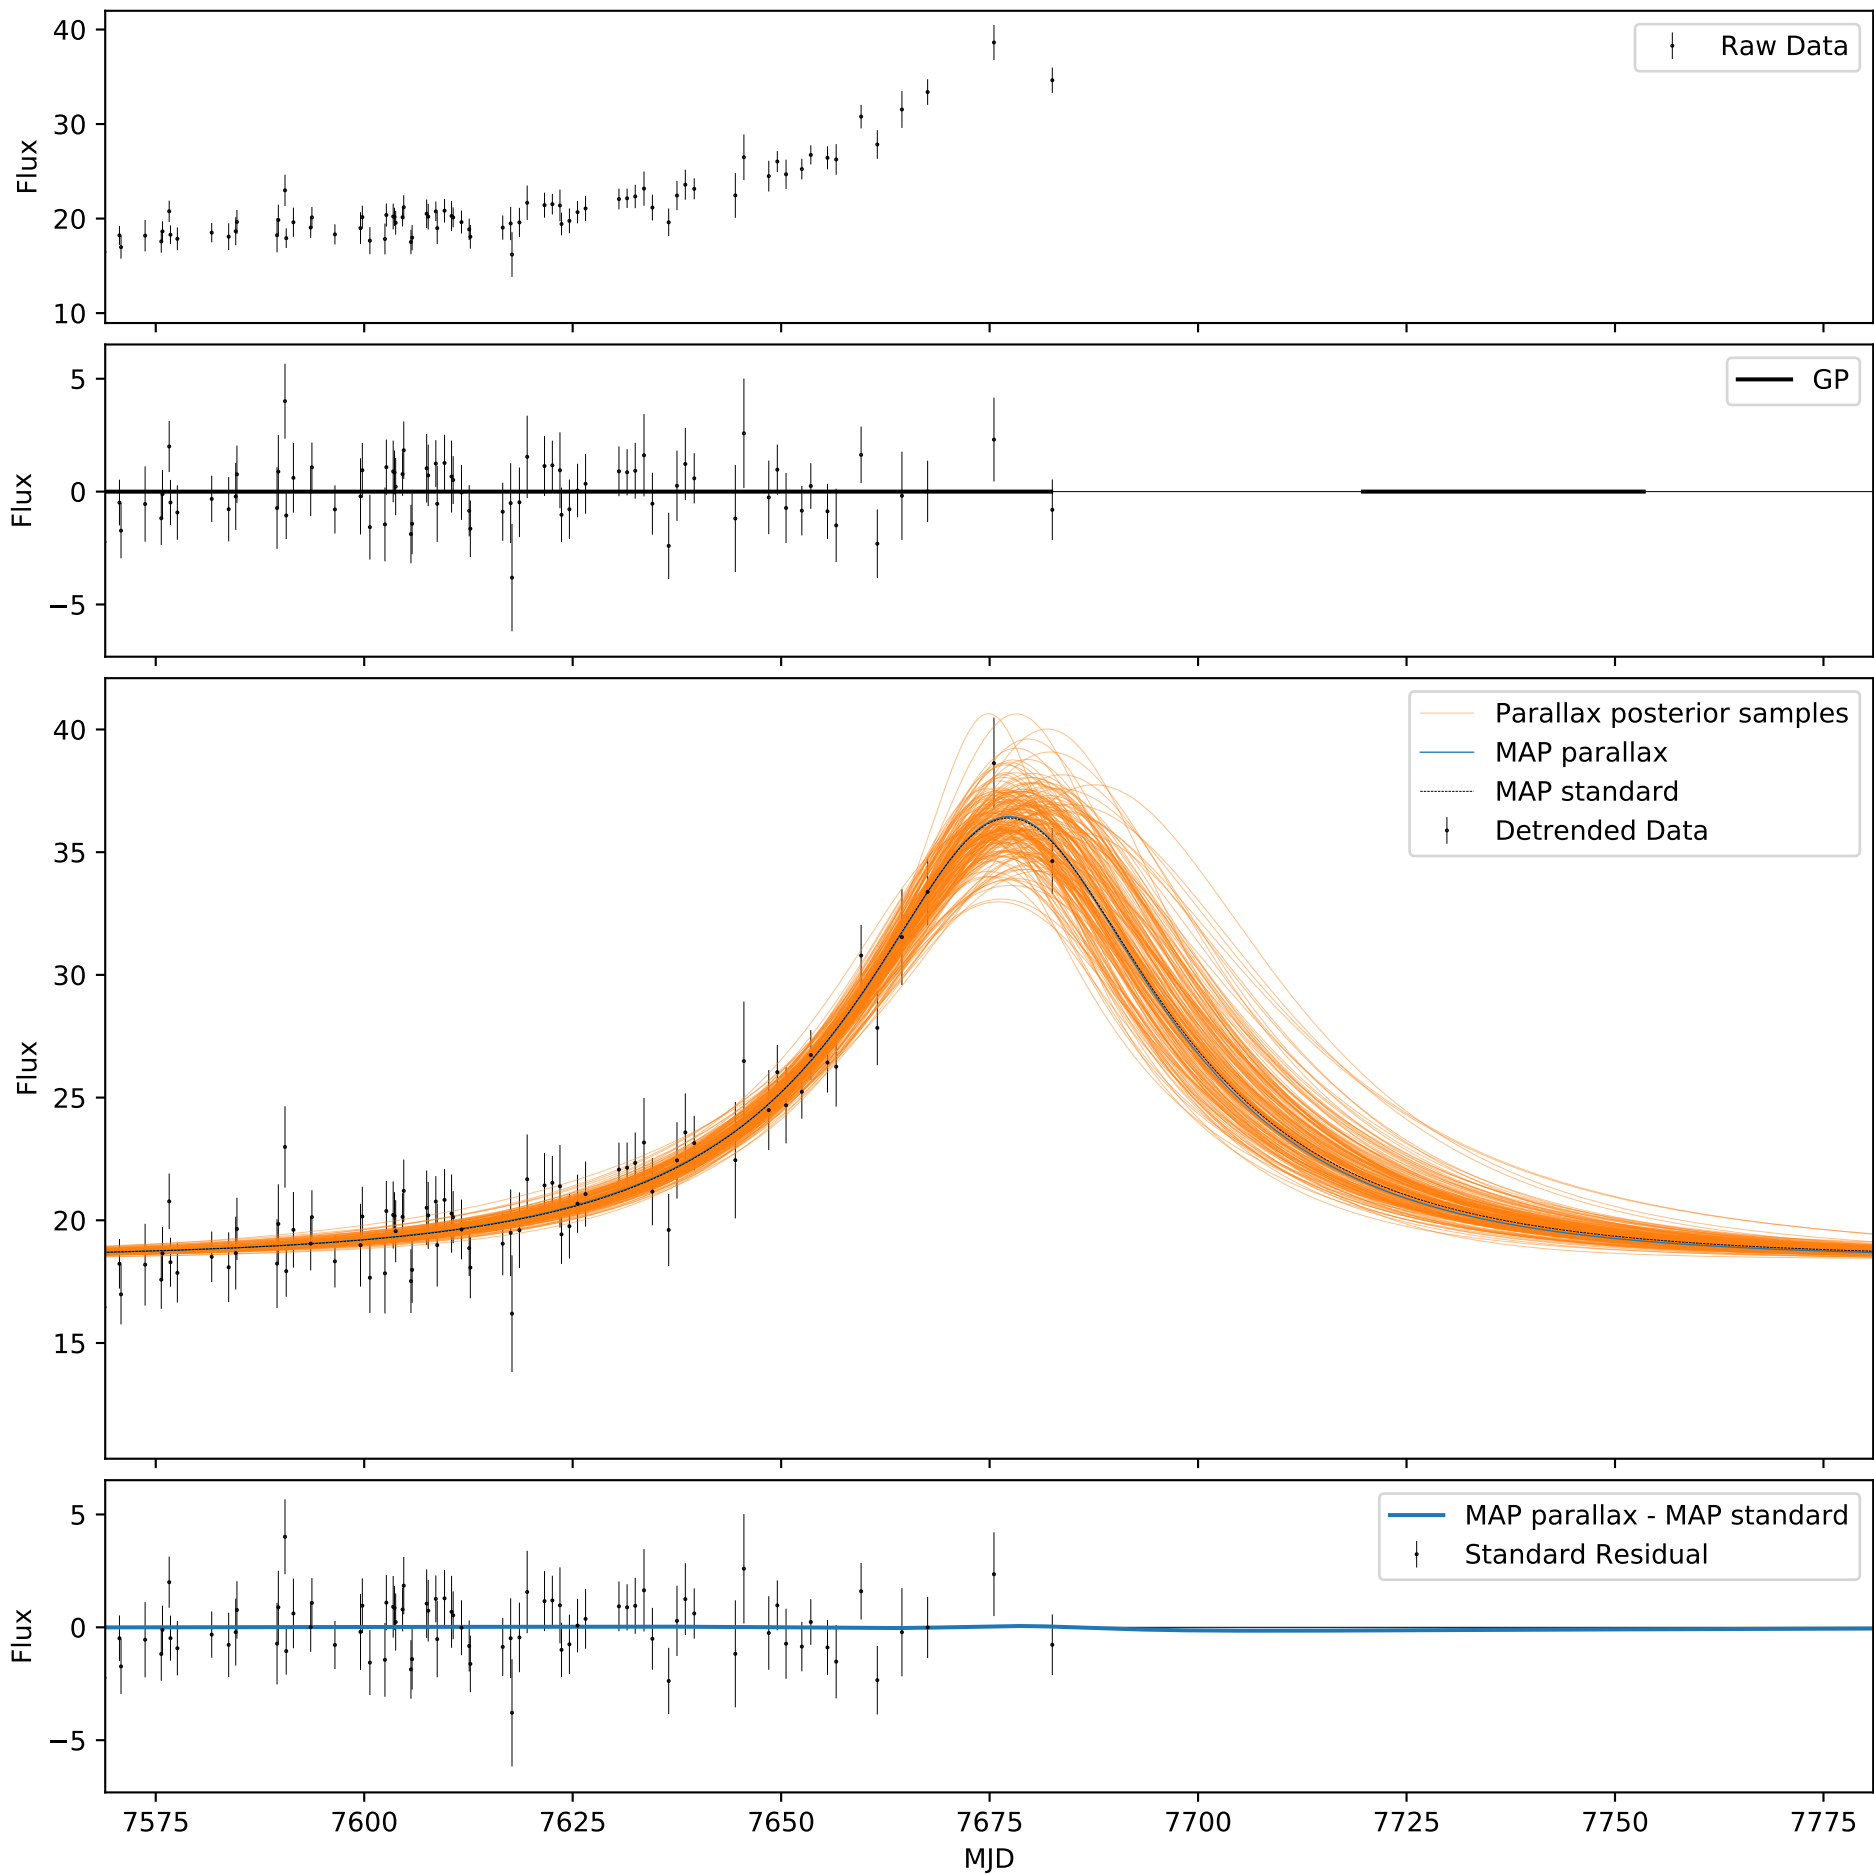 40
30
20
10
Flux
Raw Data
5
0
−5
Flux
GP
40
35
30
25
20
15
Flux
Parallax posterior samples
MAP parallax
MAP standard
Detrended Data
5
0
−5
Flux
MAP parallax - MAP standard
Standard Residual
7575 7600 7625 7650 7675 7700 7725 7750 7775
MJD